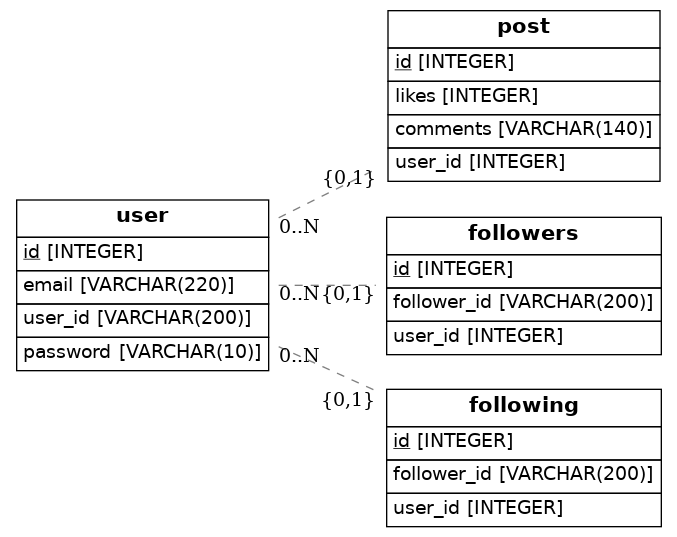 post
id [INTEGER]
likes [INTEGER]
comments [VARCHAR(140)]
user_id [INTEGER]
{0,1}
0..N
user
id [INTEGER]
email [VARCHAR(220)]
user_id [VARCHAR(200)]
password [VARCHAR(10)]
0..N {0,1}
followers
id [INTEGER]
follower_id [VARCHAR(200)]
user_id [INTEGER]
0..N
{0,1}
following
id [INTEGER]
follower_id [VARCHAR(200)]
user_id [INTEGER]